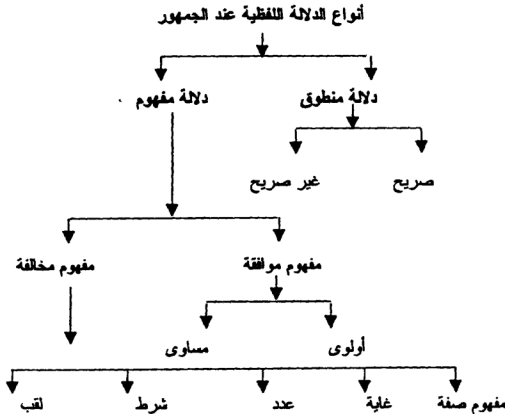 أنواع الدلالة اللفظية عند الجمهور
دلالة منطوق
دلالة مفهوم
صريح
غير صريح
مفهوم موافقة
مفهوم مخالفة
أولوى
مساوى
مفهوم صفة
غاية
عدد
شرط
لقب